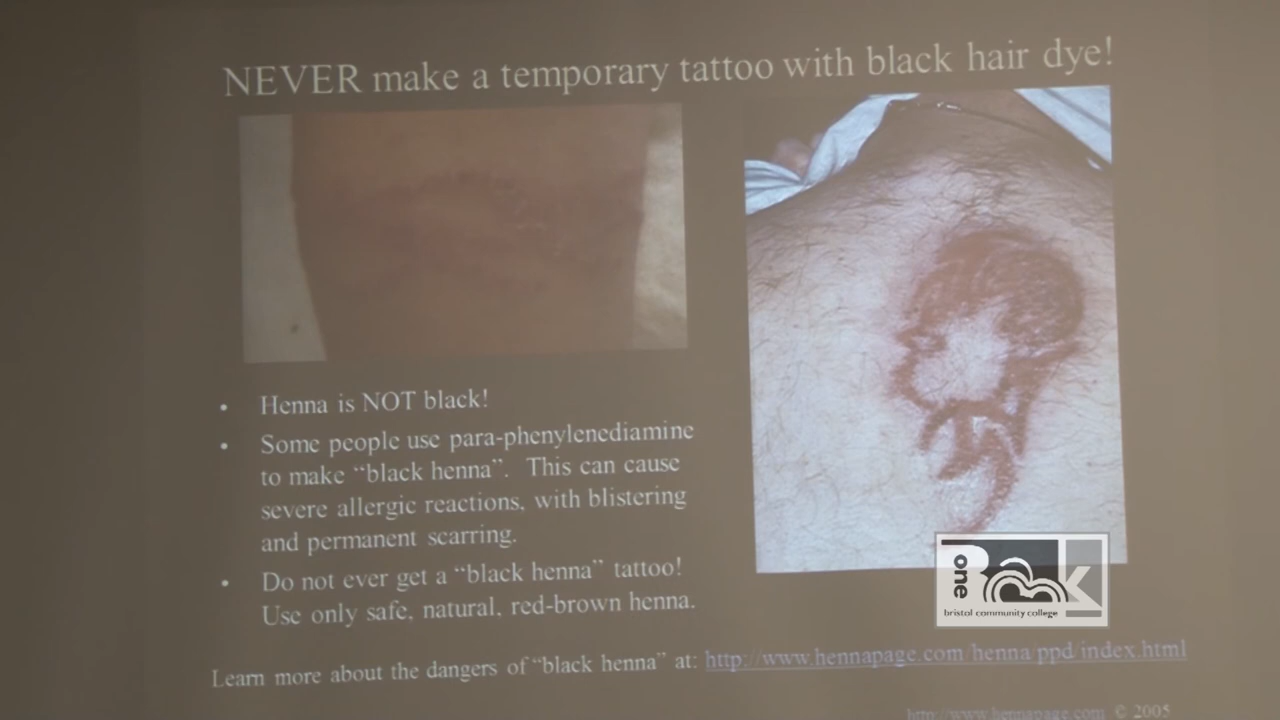 NEVER make a temporary tattoo with black hair dye!
• Henna is NOT black!
• Some people use para-phenylenediamine
to make “black henna”. This can cause
severe allergic reactions, with blistering
and permanent scarring.
• Do not ever get a “black henna” tattoo!
Use only safe, natural, red-brown henna.
one Book
bristol community college
Learn more about the dangers of “black henna” at: http://www.hennapage.com/henna/ppd/index.html
http://www.hennapage.com © 2005